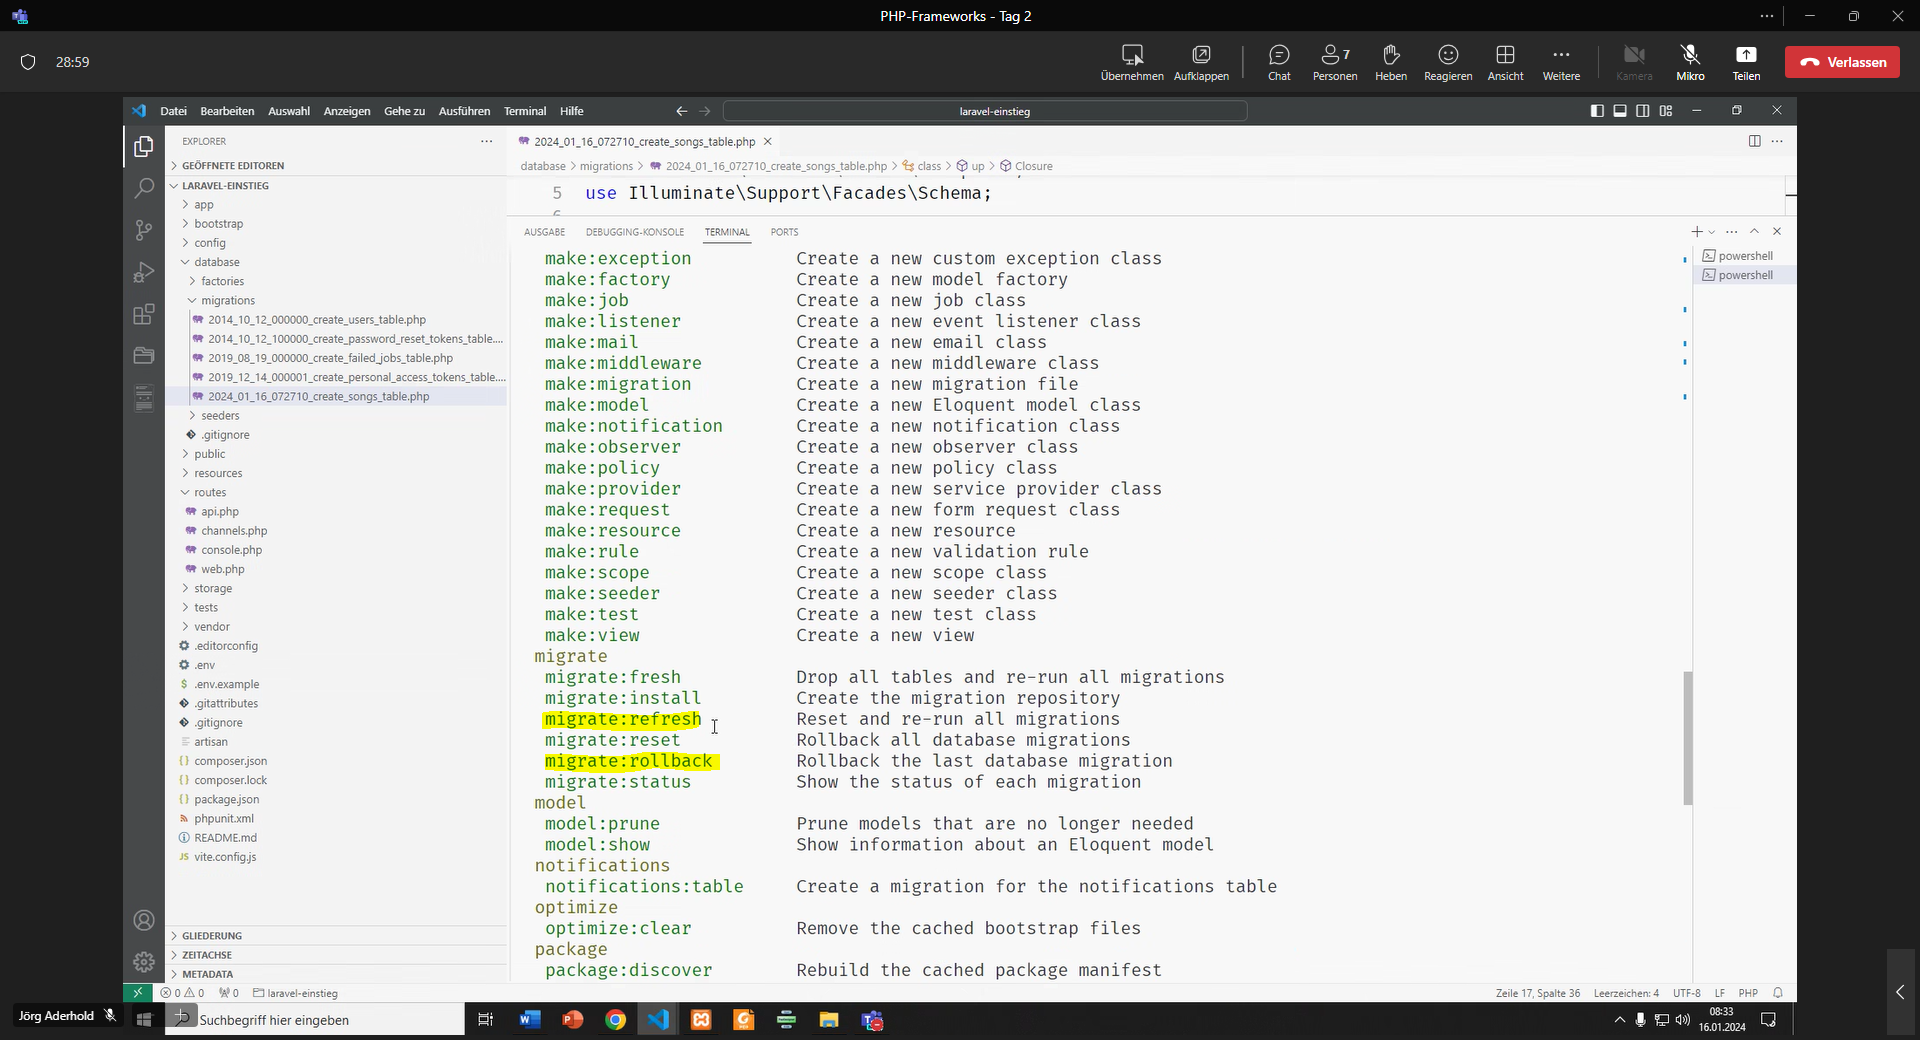 PHP-Frameworks - Tag 2
28:59
Übernehmen
Aufklappen
Chat
7
Personen
Heben
Reagieren
Ansicht
Weitere
Kamera
Mikro
Teilen
Verlassen
Datei Bearbeiten Auswahl Anzeigen Gehe zu Ausführen Terminal Hilfe
laravel-einstieg
EXPLORER
GEÖFFNETE EDITOREN
LARAVEL-EINSTIEG
app
bootstrap
config
database
factories
migrations
2014_10_12_000000_create_users_table.php
2014_10_12_100000_create_password_reset_tokens_table....
2019_08_19_000000_create_failed_jobs_table.php
2019_12_14_000001_create_personal_access_tokens_table....
2024_01_16_072710_create_songs_table.php
seeders
.gitignore
public
resources
routes
api.php
channels.php
console.php
web.php
storage
tests
vendor
.editorconfig
.env
.env.example
.gitattributes
.gitignore
artisan
composer.json
composer.lock
package.json
phpunit.xml
README.md
vite.config.js
GLIEDERUNG
ZEITACHSE
METADATA
2024_01_16_072710_create_songs_table.php
database > migrations > 2024_01_16_072710_create_songs_table.php > class > up > Closure
5 use Illuminate\Support\Facades\Schema;
AUSGABE DEBUGGING-KONSOLE TERMINAL PORTS
powershell
powershell
make:exception Create a new custom exception class
make:factory Create a new model factory
make:job Create a new job class
make:listener Create a new event listener class
make:mail Create a new email class
make:middleware Create a new middleware class
make:migration Create a new migration file
make:model Create a new Eloquent model class
make:notification Create a new notification class
make:observer Create a new observer class
make:policy Create a new policy class
make:provider Create a new service provider class
make:request Create a new form request class
make:resource Create a new resource
make:rule Create a new validation rule
make:scope Create a new scope class
make:seeder Create a new seeder class
make:test Create a new test class
make:view Create a new view
migrate
migrate:fresh Drop all tables and re-run all migrations
migrate:install Create the migration repository
migrate:refresh Reset and re-run all migrations
migrate:reset Rollback all database migrations
migrate:rollback Rollback the last database migration
migrate:status Show the status of each migration
model
model:prune Prune models that are no longer needed
model:show Show information about an Eloquent model
notifications
notifications:table Create a migration for the notifications table
optimize
optimize:clear Remove the cached bootstrap files
package
package:discover Rebuild the cached package manifest
0 0 0 laravel-einstieg
Zeile 17, Spalte 36 Leerzeichen: 4 UTF-8 LF PHP
Jörg Aderhold
Suchbegriff hier eingeben
08:33
16.01.2024